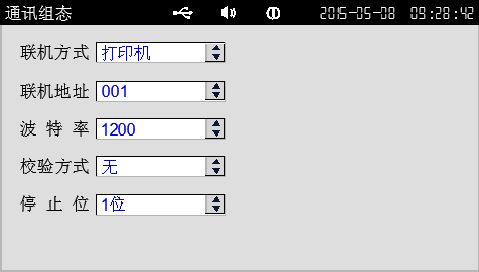 通讯组态 2015-05-08 09:28:42
联机方式 打印机
联机地址 001
波 特 率 1200
校验方式 无
停 止 位 1位